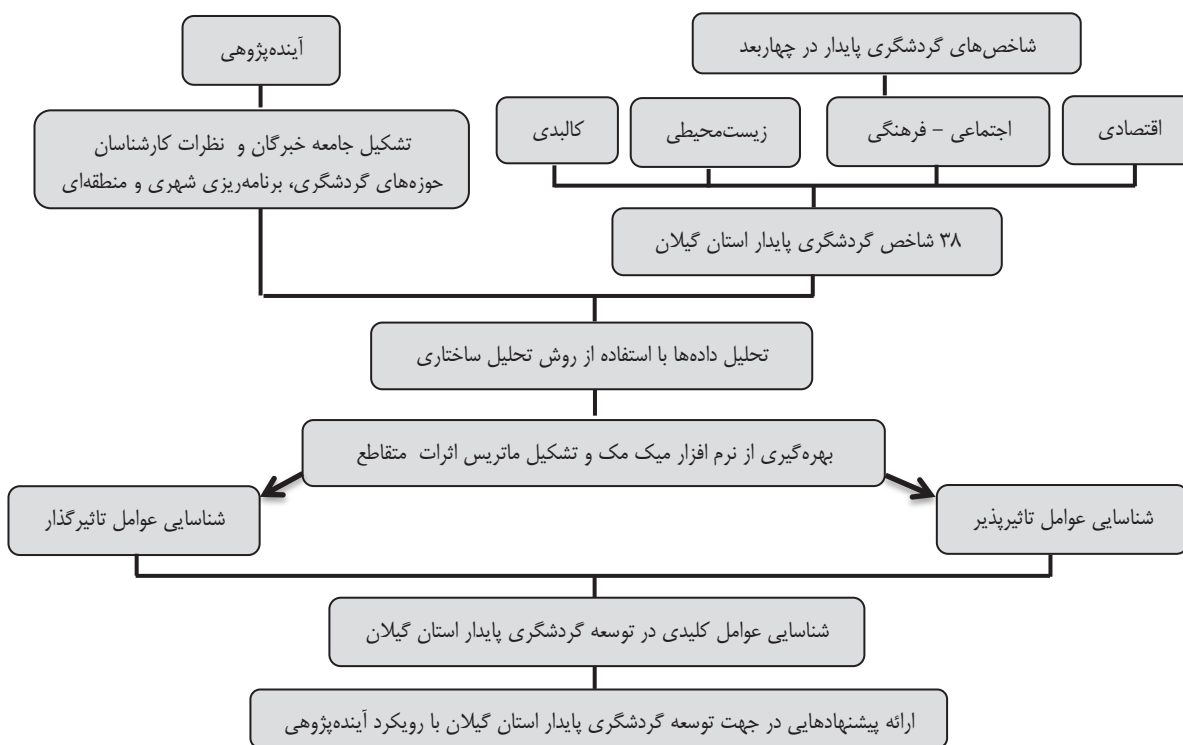 شاخص‌های گردشگری پایدار در چهاربعد
آینده‌پژوهی
اقتصادی
اجتماعی – فرهنگی
زیست‌محیطی
کالبدی
تشکیل جامعه خبرگان و نظرات کارشناسان
حوزه‌های گردشگری، برنامه‌ریزی شهری و منطقه‌ای
۳۸ شاخص گردشگری پایدار استان گیلان
تحلیل داده‌ها با استفاده از روش تحلیل ساختاری
بهره‌گیری از نرم افزار میک مک و تشکیل ماتریس اثرات متقاطع
شناسایی عوامل تاثیرپذیر
شناسایی عوامل تاثیرگذار
شناسایی عوامل کلیدی در توسعه گردشگری پایدار استان گیلان
ارائه پیشنهادهایی در جهت توسعه گردشگری پایدار استان گیلان با رویکرد آینده‌پژوهی